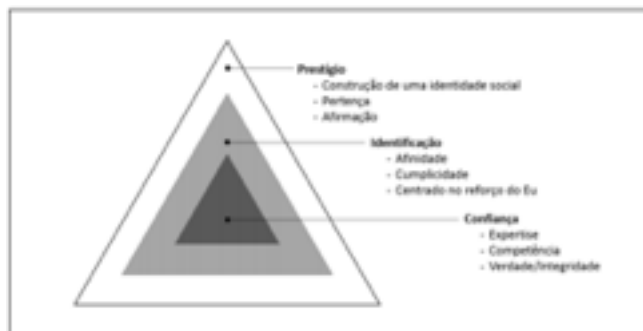 Prestígio
- Construção de uma identidade social
- Pertença
- Afirmação
Identificação
- Afinidade
- Cumplicidade
- Centrado no reforço do Eu
Confiança
- Expertise
- Competência
- Verdade/Integridade